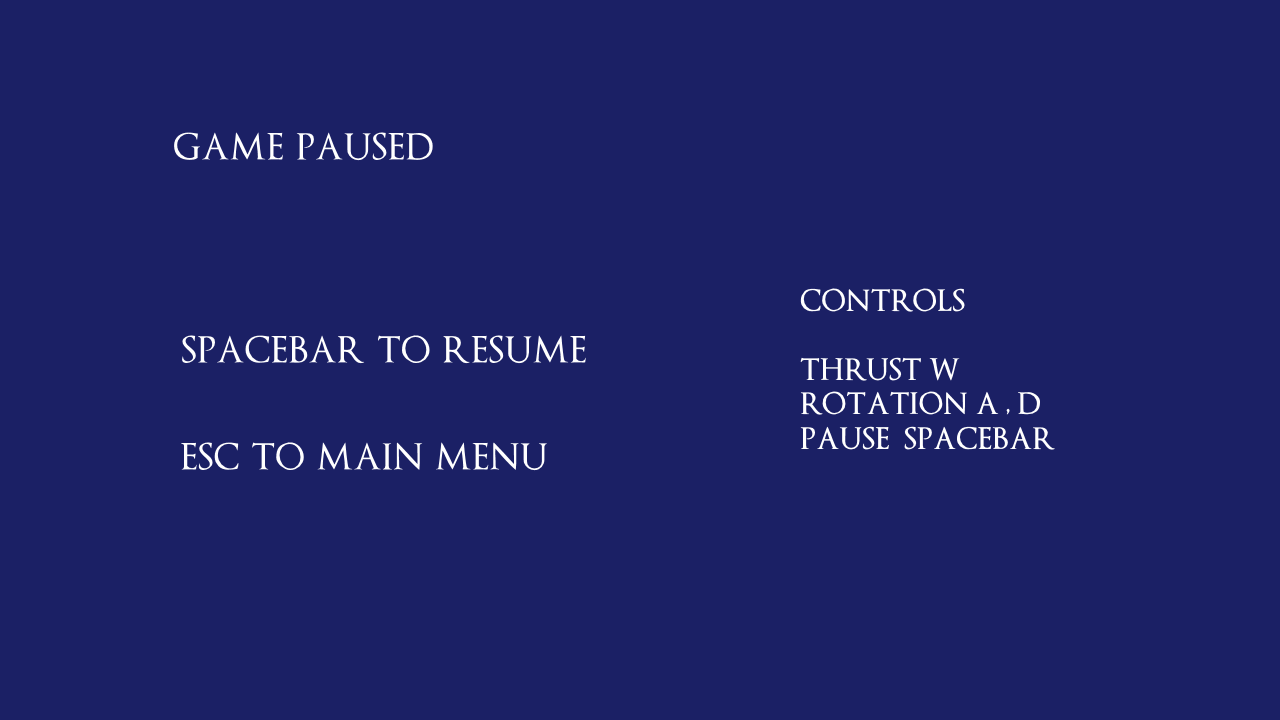 GAME PAUSED
SPACEBAR TO RESUME
ESC TO MAIN MENU
CONTROLS
THRUST W
ROTATION A , D
PAUSE SPACEBAR